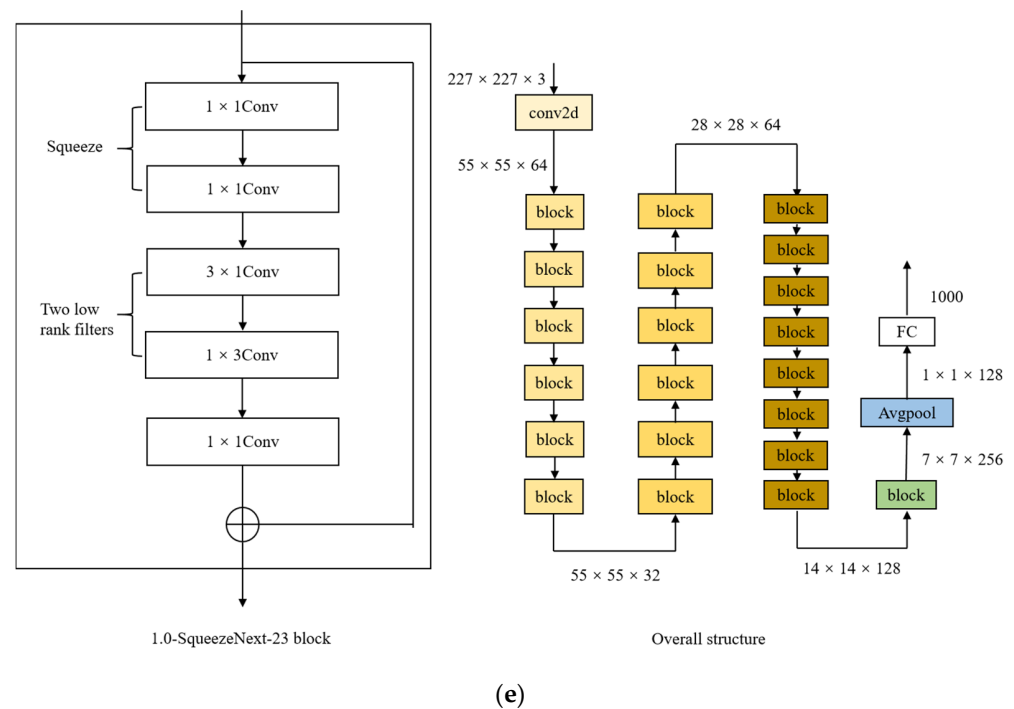 1 × 1Conv
Squeeze
1 × 1Conv
3 × 1Conv
Two low
rank filters
1 × 3Conv
1 × 1Conv
1.0-SqueezeNext-23 block
227 × 227 × 3
conv2d
55 × 55 × 64
block
block
block
block
block
block
55 × 55 × 32
block
block
block
block
block
block
28 × 28 × 64
block
block
block
block
block
block
block
block
14 × 14 × 128
block
7 × 7 × 256
Avgpool
1 × 1 × 128
FC
1000
Overall structure
(e)